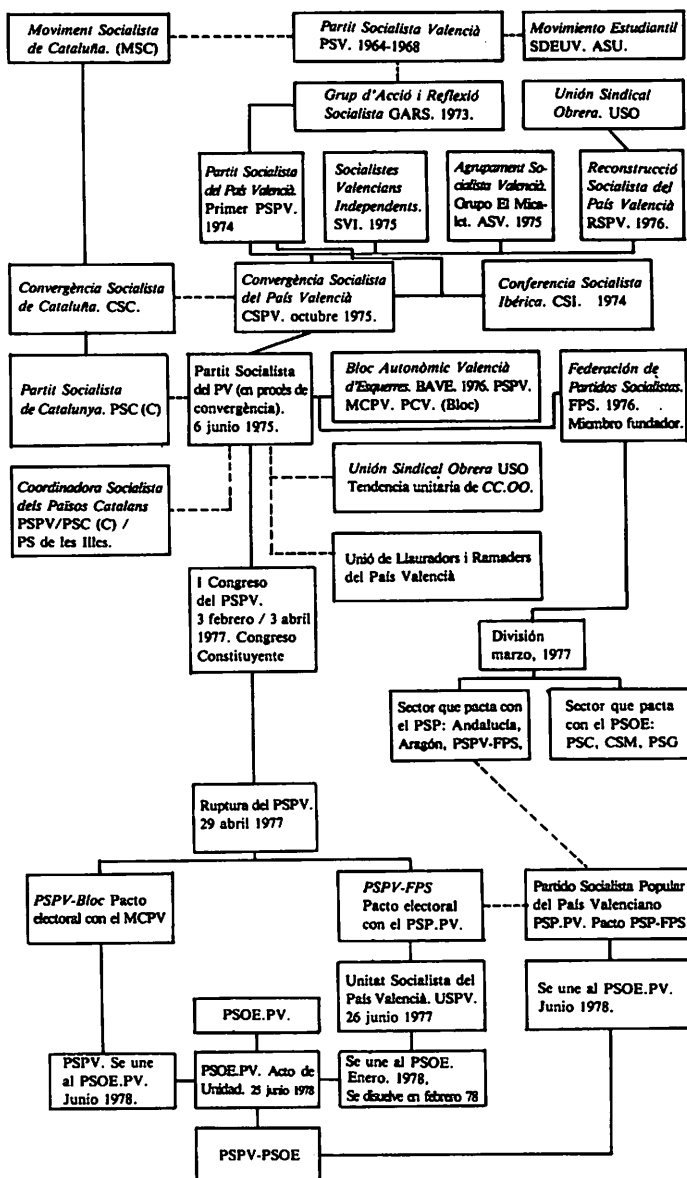 Moviment Socialista
de Cataluña. (MSC)
Partit Socialista Valencià
PSV. 1964-1968
Movimiento Estudiantil
SDEUV. ASU.
Grup d'Acció i Reflexió
Socialista GARS. 1973.
Unión Sindical
Obrera. USO
Partit Socialista
del País Valencià.
Primer PSPV.
1974
Socialistes
Valencians
Independents.
SVI. 1975
Agrupament So-
cialista Valencià.
Grupo El Mica-
let. ASV. 1975
Reconstrucció
Socialista del
País Valencià
RSPV. 1976.
Convergència Socialista
de Cataluña. CSC.
Convergència Socialista
del País Valencià
CSPV. octubre 1975.
Conferencia Socialista
Ibérica. CSI. 1974
Partit Socialista
de Catalunya. PSC (C)
Partit Socialista
del PV (en procès de
convergència).
6 junio 1975.
Bloc Autonòmic Valencià
d'Esquerres. BAVE. 1976. PSPV.
MCPV. PCV. (Bloc)
Federación de
Partidos Socialistas.
FPS. 1976.
Miembro fundador.
Coordinadora Socialista
dels Països Catalans
PSPV/PSC (C) /
PS de les Illes.
Unión Sindical Obrera USO
Tendencia unitaria de CC.OO.
Unió de Llauradors i Ramaders
del País Valencià
I Congreso
del PSPV.
3 febrero / 3 abril
1977. Congreso
Constituyente
División
marzo, 1977
Sector que pacta con
el PSP: Andalucía,
Aragón, PSPV-FPS,
Sector que pacta
con el PSOE:
PSC, CSM, PSG
Ruptura del PSPV.
29 abril 1977
PSPV-Bloc Pacto
electoral con el MCPV
PSPV-FPS
Pacto electoral
con el PSP.PV.
Partido Socialista Popular
del País Valenciano
PSP.PV. Pacto PSP-FPS
Unitat Socialista del
País Valencià. USPV.
26 junio 1977
Se une al PSOE.PV.
Junio 1978.
PSOE.PV.
PSPV. Se une
al PSOE.PV.
Junio 1978.
PSOE.PV. Acto de
Unidad. 25 junio 1978
Se une al PSOE.
Enero. 1978,
Se disuelve en febrero 78
PSPV-PSOE